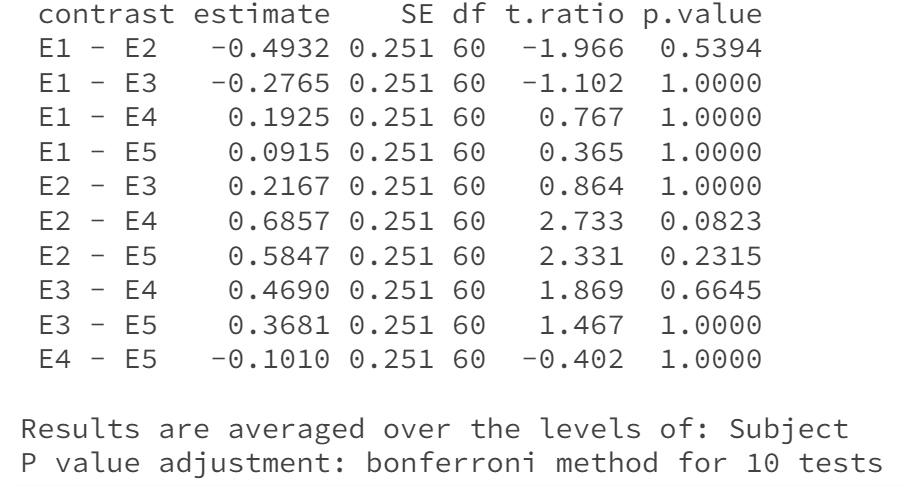 contrast estimate SE df t.ratio p.value
E1 - E2 -0.4932 0.251 60 -1.966 0.5394
E1 - E3 -0.2765 0.251 60 -1.102 1.0000
E1 - E4 0.1925 0.251 60 0.767 1.0000
E1 - E5 0.0915 0.251 60 0.365 1.0000
E2 - E3 0.2167 0.251 60 0.864 1.0000
E2 - E4 0.6857 0.251 60 2.733 0.0823
E2 - E5 0.5847 0.251 60 2.331 0.2315
E3 - E4 0.4690 0.251 60 1.869 0.6645
E3 - E5 0.3681 0.251 60 1.467 1.0000
E4 - E5 -0.1010 0.251 60 -0.402 1.0000
Results are averaged over the levels of: Subject
P value adjustment: bonferroni method for 10 tests